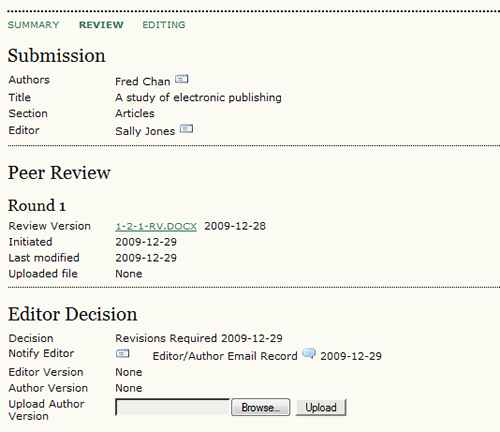 SUMMARY REVIEW EDITING
Submission
Authors Fred Chan
Title A study of electronic publishing
Section Articles
Editor Sally Jones
Peer Review
Round 1
Review Version 1-2-1-RV.DOCX 2009-12-28
Initiated 2009-12-29
Last modified 2009-12-29
Uploaded file None
Editor Decision
Decision Revisions Required 2009-12-29
Notify Editor Editor/Author Email Record 2009-12-29
Editor Version None
Author Version None
Upload Author Version Browse... Upload